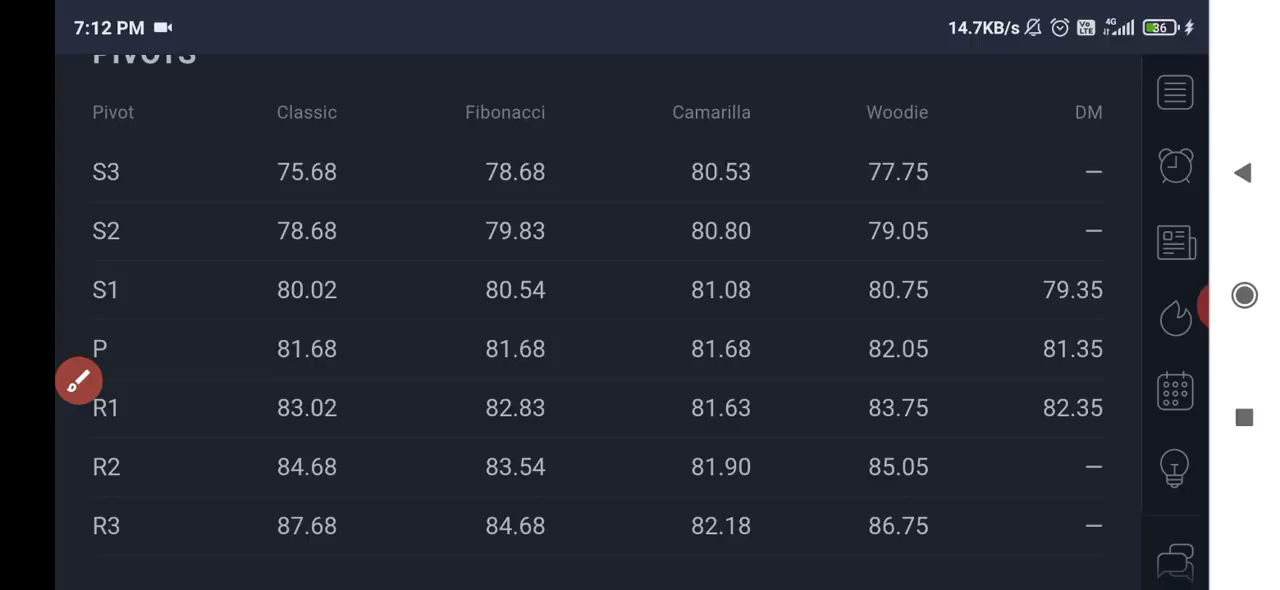 7:12 PM 14.7KB/s Vo LTE 4G 36
PIVOTS
Pivot Classic Fibonacci Camarilla Woodie DM
S3 75.68 78.68 80.53 77.75 —
S2 78.68 79.83 80.80 79.05 —
S1 80.02 80.54 81.08 80.75 79.35
P 81.68 81.68 81.68 82.05 81.35
R1 83.02 82.83 81.63 83.75 82.35
R2 84.68 83.54 81.90 85.05 —
R3 87.68 84.68 82.18 86.75 —